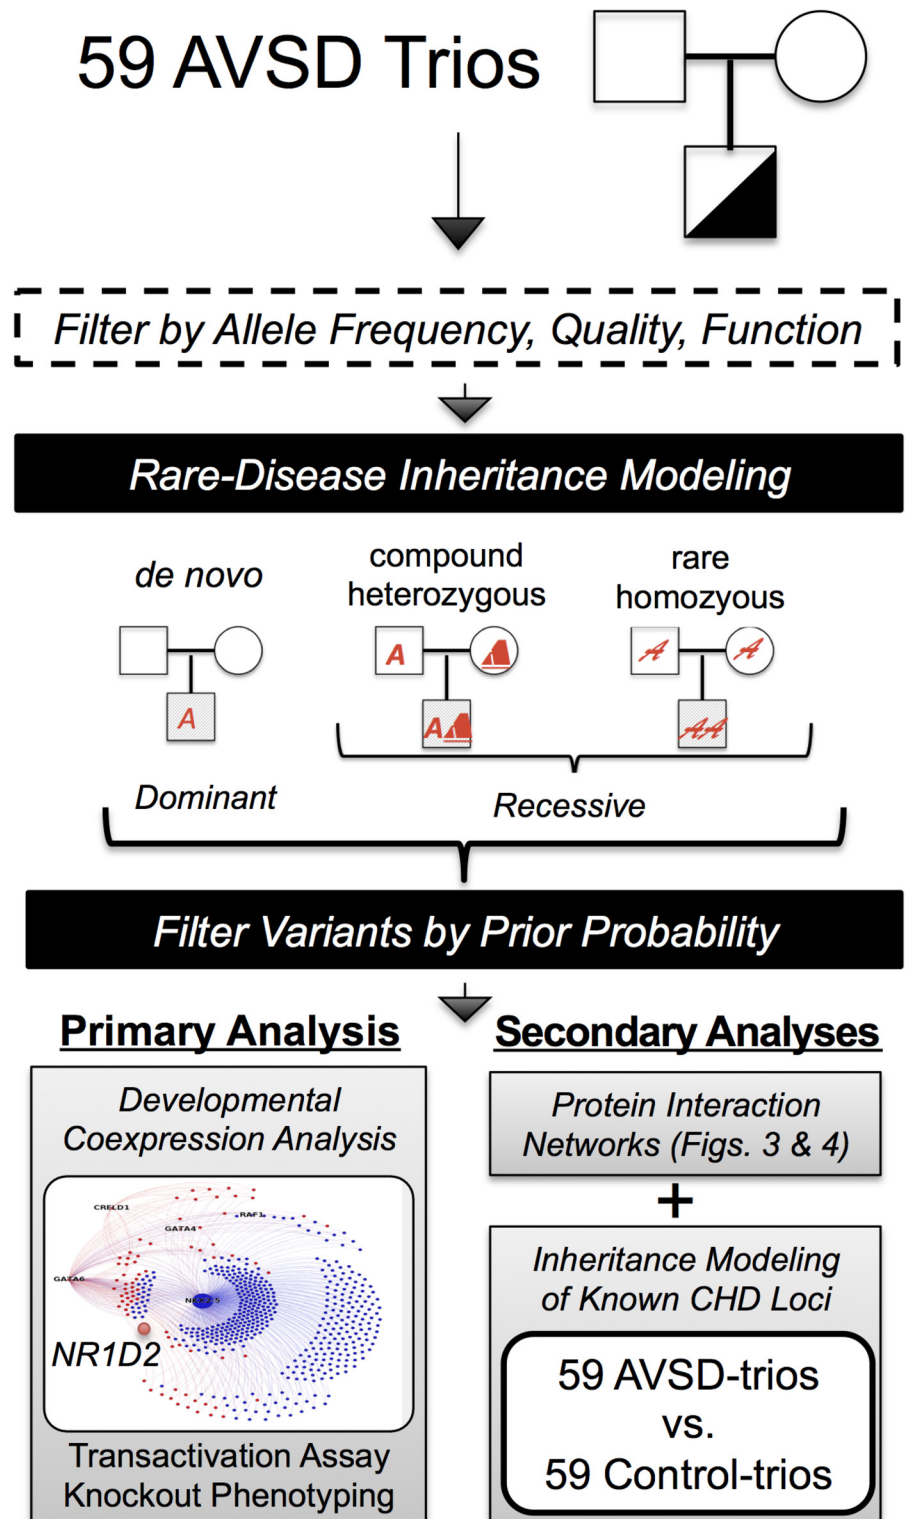 59 AVSD Trios
Filter by Allele Frequency, Quality, Function
Rare-Disease Inheritance Modeling
de novo
compound
heterozygous
rare
homozyous
A
A
A
A
A
A A
AA
Dominant
Recessive
Filter Variants by Prior Probability
Primary Analysis
Developmental
Coexpression Analysis
CRELD1
RAF1
GATA4
GATA6
NKX2-5
NR1D2
Transactivation Assay
Knockout Phenotyping
Secondary Analyses
Protein Interaction
Networks (Figs. 3 & 4)
+
Inheritance Modeling
of Known CHD Loci
59 AVSD-trios
vs.
59 Control-trios